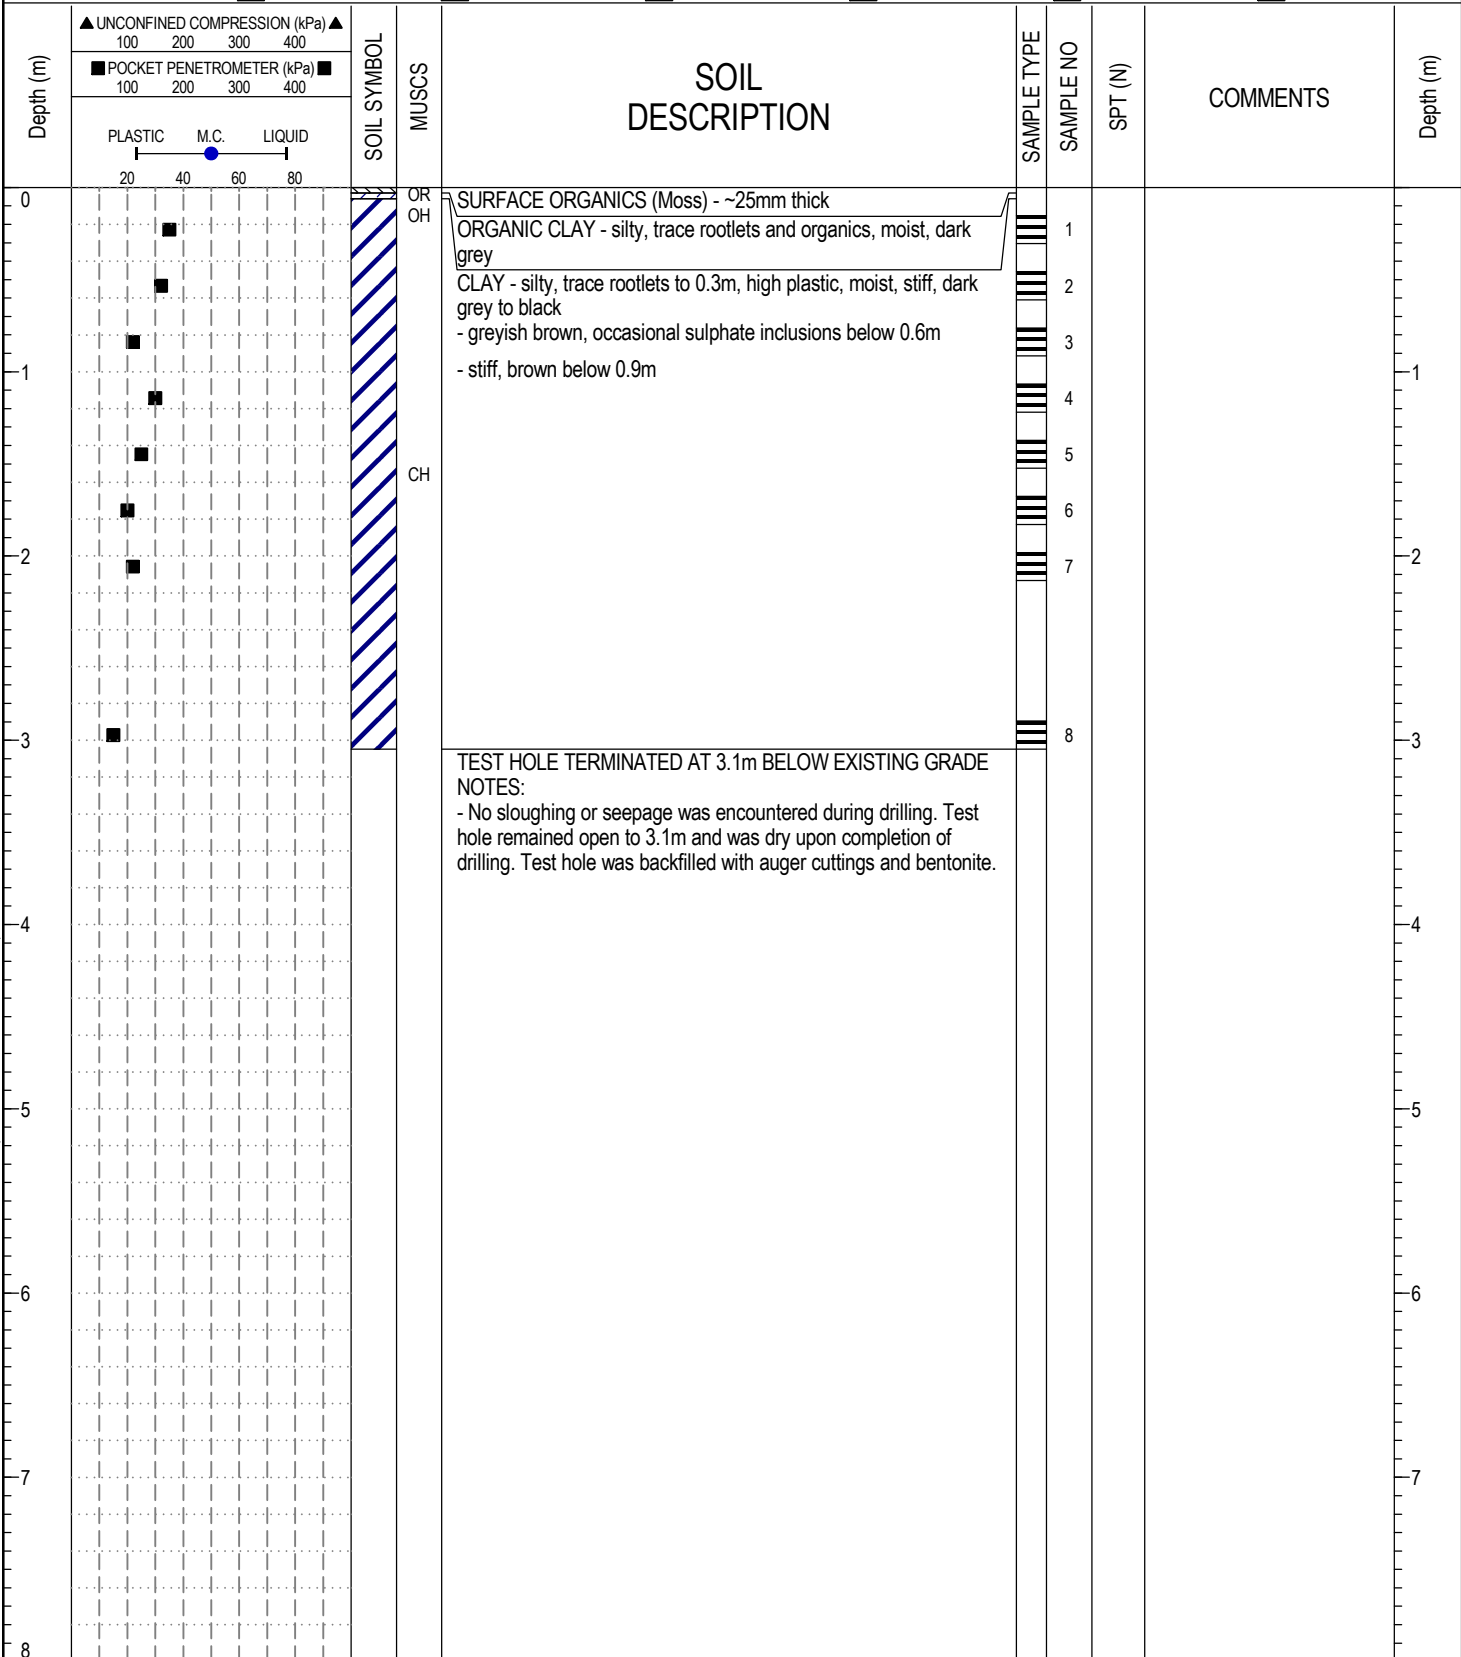 ▲ UNCONFINED COMPRESSION (kPa) ▲
100 200 300 400
■ POCKET PENETROMETER (kPa) ■
100 200 300 400
PLASTIC M.C. LIQUID
20 40 60 80
Depth (m)
SOIL SYMBOL
MUSCS
SOIL
DESCRIPTION
SAMPLE TYPE
SAMPLE NO
SPT (N)
COMMENTS
Depth (m)
0
OR
SURFACE ORGANICS (Moss) - ~25mm thick
OH
ORGANIC CLAY - silty, trace rootlets and organics, moist, dark
grey
1
CLAY - silty, trace rootlets to 0.3m, high plastic, moist, stiff, dark
grey to black
2
- greyish brown, occasional sulphate inclusions below 0.6m
3
- stiff, brown below 0.9m
1
1
4
5
CH
6
2
7
2
3
8
3
TEST HOLE TERMINATED AT 3.1m BELOW EXISTING GRADE
NOTES:
- No sloughing or seepage was encountered during drilling. Test
hole remained open to 3.1m and was dry upon completion of
drilling. Test hole was backfilled with auger cuttings and bentonite.
4
4
5
5
6
6
7
7
8